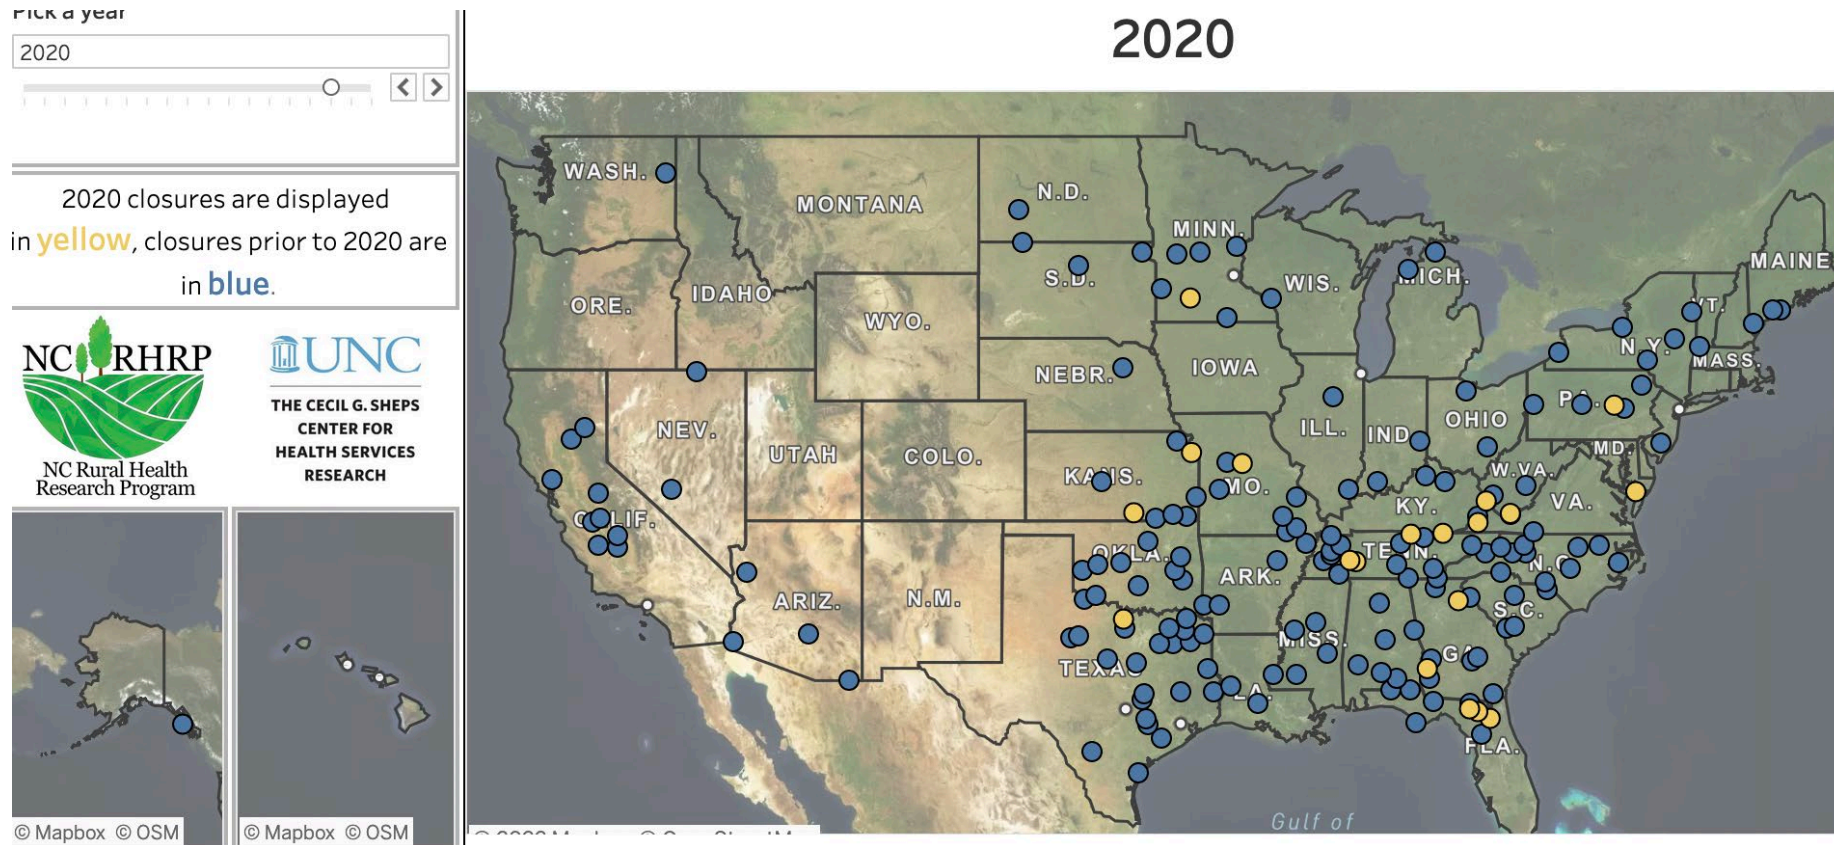 Pick a year
2020
2020
2020 closures are displayed
in yellow, closures prior to 2020 are
in blue.
NC RHRP
NC Rural Health
Research Program
UNC
THE CECIL G. SHEPS
CENTER FOR
HEALTH SERVICES
RESEARCH
WASH.
MONTANA
N.D.
MINN.
MAINE
ORE.
IDAHO
WYO.
S.D.
WIS.
MICH.
VT.
NEBR.
IOWA
N.Y.
MASS.
NEV.
UTAH
COLO.
ILL.
IND.
OHIO
PA.
MD.
KANS.
MO.
W.VA.
VA.
KY.
CALIF.
OKLA.
TENN.
N.C.
ARIZ.
N.M.
ARK.
S.C.
MISS.
GA.
TEXAS
LA.
FLA.
Gulf of
© Mapbox © OSM
© Mapbox © OSM